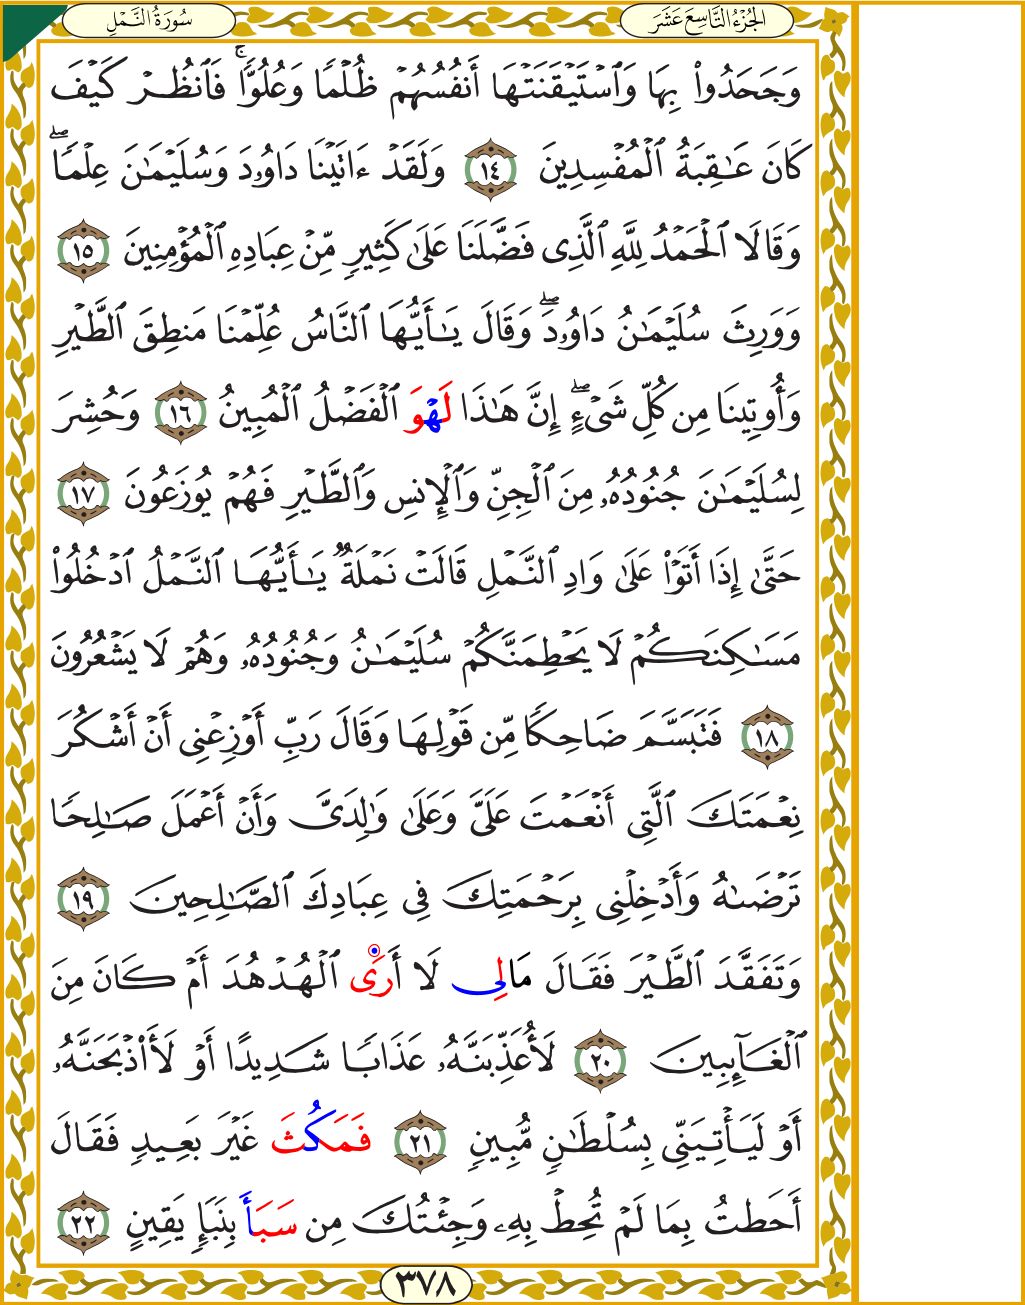 الجُزْءُ التَّاسِعَ عَشَرَ
سُورَةُ النَّمْلِ
وَجَحَدُواْ بِهَا وَٱسۡتَيۡقَنَتۡهَا أَنفُسُهُمۡ ظُلۡمٗا وَعُلُوّٗاۚ فَٱنظُرۡ كَيۡفَ
كَانَ عَٰقِبَةُ ٱلۡمُفۡسِدِينَ ١٤ وَلَقَدۡ ءَاتَيۡنَا دَاوُۥدَ وَسُلَيۡمَٰنَ عِلۡمٗاۖ
وَقَالَا ٱلۡحَمۡدُ لِلَّهِ ٱلَّذِي فَضَّلَنَا عَلَىٰ كَثِيرٖ مِّنۡ عِبَادِهِ ٱلۡمُؤۡمِنِينَ ١٥
وَوَرِثَ سُلَيۡمَٰنُ دَاوُۥدَۖ وَقَالَ يَٰٓأَيُّهَا ٱلنَّاسُ عُلِّمۡنَا مَنطِقَ ٱلطَّيۡرِ
وَأُوتِينَا مِن كُلِّ شَيۡءٍۖ إِنَّ هَٰذَا لَهۡوَ ٱلۡفَضۡلُ ٱلۡمُبِينُ ١٦ وَحُشِرَ
لِسُلَيۡمَٰنَ جُنُودُهُۥ مِنَ ٱلۡجِنِّ وَٱلۡإِنسِ وَٱلطَّيۡرِ فَهُمۡ يُوزَعُونَ ١٧
حَتَّىٰ إِذَا أَتَوۡاْ عَلَىٰ وَادِ ٱلنَّمۡلِ قَالَتۡ نَمۡلَةٞ يَٰٓأَيُّهَا ٱلنَّمۡلُ ٱدۡخُلُواْ
مَسَٰكِنَكُمۡ لَا يَحۡطِمَنَّكُمۡ سُلَيۡمَٰنُ وَجُنُودُهُۥ وَهُمۡ لَا يَشۡعُرُونَ
١٨ فَتَبَسَّمَ ضَاحِكٗا مِّن قَوۡلِهَا وَقَالَ رَبِّ أَوۡزِعۡنِي أَنۡ أَشۡكُرَ
نِعۡمَتَكَ ٱلَّتِي أَنۡعَمۡتَ عَلَيَّ وَعَلَىٰ وَٰلِدَيَّ وَأَنۡ أَعۡمَلَ صَٰلِحٗا
تَرۡضَىٰهُ وَأَدۡخِلۡنِي بِرَحۡمَتِكَ فِي عِبَادِكَ ٱلصَّٰلِحِينَ ١٩
وَتَفَقَّدَ ٱلطَّيۡرَ فَقَالَ مَالِي لَا أَرَى ٱلۡهُدۡهُدَ أَمۡ كَانَ مِنَ
ٱلۡغَآئِبِينَ ٢٠ لَأُعَذِّبَنَّهُۥ عَذَابٗا شَدِيدًا أَوۡ لَأَاْذۡبَحَنَّهُۥ
أَوۡ لَيَأۡتِيَنِّي بِسُلۡطَٰنٖ مُّبِينٖ ٢١ فَمَكُثَ غَيۡرَ بَعِيدٖ فَقَالَ
أَحَطتُ بِمَا لَمۡ تُحِطۡ بِهِۦ وَجِئۡتُكَ مِن سَبَأَ بِنَبَإٖ يَقِينٍ ٢٢
٣٧٨